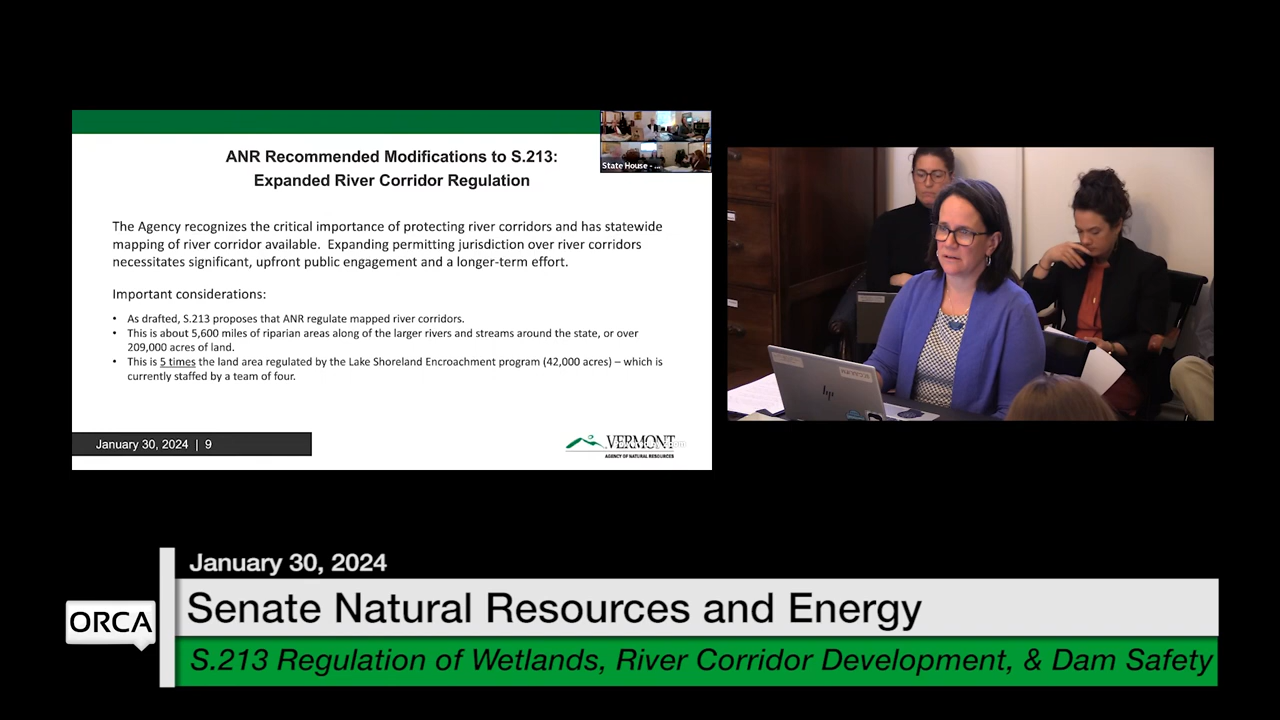 ANR Recommended Modifications to S.213:
Expanded River Corridor Regulation
State House - ...
The Agency recognizes the critical importance of protecting river corridors and has statewide
mapping of river corridor available.  Expanding permitting jurisdiction over river corridors
necessitates significant, upfront public engagement and a longer-term effort.
Important considerations:
• As drafted, S.213 proposes that ANR regulate mapped river corridors.
• This is about 5,600 miles of riparian areas along of the larger rivers and streams around the state, or over
209,000 acres of land.
• This is 5 times the land area regulated by the Lake Shoreland Encroachment program (42,000 acres) – which is
currently staffed by a team of four.
January 30, 2024 | 9
VERMONT
AGENCY OF NATURAL RESOURCES
hp
January 30, 2024
ORCA
Senate Natural Resources and Energy
S.213 Regulation of Wetlands, River Corridor Development, & Dam Safety